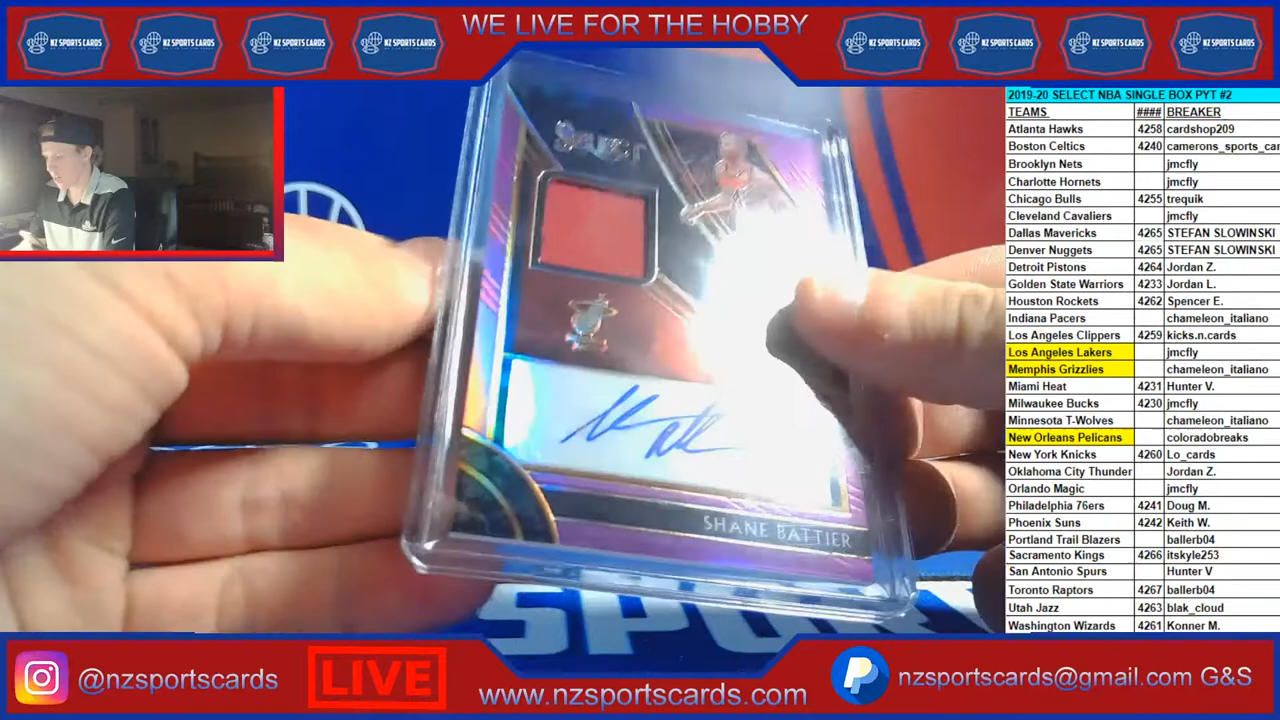 WE LIVE FOR THE HOBBY
NZ SPORTS CARDS
NZ SPORTS CARDS
NZ SPORTS CARDS
NZ SPORTS CARDS
NZ SPORTS CARDS
NZ SPORTS CARDS
NZ SPORTS CARDS
NZ SPORTS CARDS
2019-20 SELECT NBA SINGLE BOX PYT #2
TEAMS #### BREAKER
Atlanta Hawks 4258 cardshop209
Boston Celtics 4240 camerons_sports_car
Brooklyn Nets jmcfly
Charlotte Hornets jmcfly
Chicago Bulls 4255 trequik
Cleveland Cavaliers jmcfly
Dallas Mavericks 4265 STEFAN SLOWINSKI
Denver Nuggets 4265 STEFAN SLOWINSKI
Detroit Pistons 4264 Jordan Z.
Golden State Warriors 4233 Jordan L.
Houston Rockets 4262 Spencer E.
Indiana Pacers chameleon_italiano
Los Angeles Clippers 4259 kicks.n.cards
Los Angeles Lakers jmcfly
Memphis Grizzlies chameleon_italiano
Miami Heat 4231 Hunter V.
Milwaukee Bucks 4230 jmcfly
Minnesota T-Wolves chameleon_italiano
New Orleans Pelicans coloradobreaks
New York Knicks 4260 Lo_cards
Oklahoma City Thunder Jordan Z.
Orlando Magic jmcfly
Philadelphia 76ers 4241 Doug M.
Phoenix Suns 4242 Keith W.
Portland Trail Blazers ballerb04
Sacramento Kings 4266 itskyle253
San Antonio Spurs Hunter V
Toronto Raptors 4267 ballerb04
Utah Jazz 4263 blak_cloud
Washington Wizards 4261 Konner M.
SHANE BATTIER
@nzsportscards
LIVE
www.nzsportscards.com
nzsportscards@gmail.com G&S